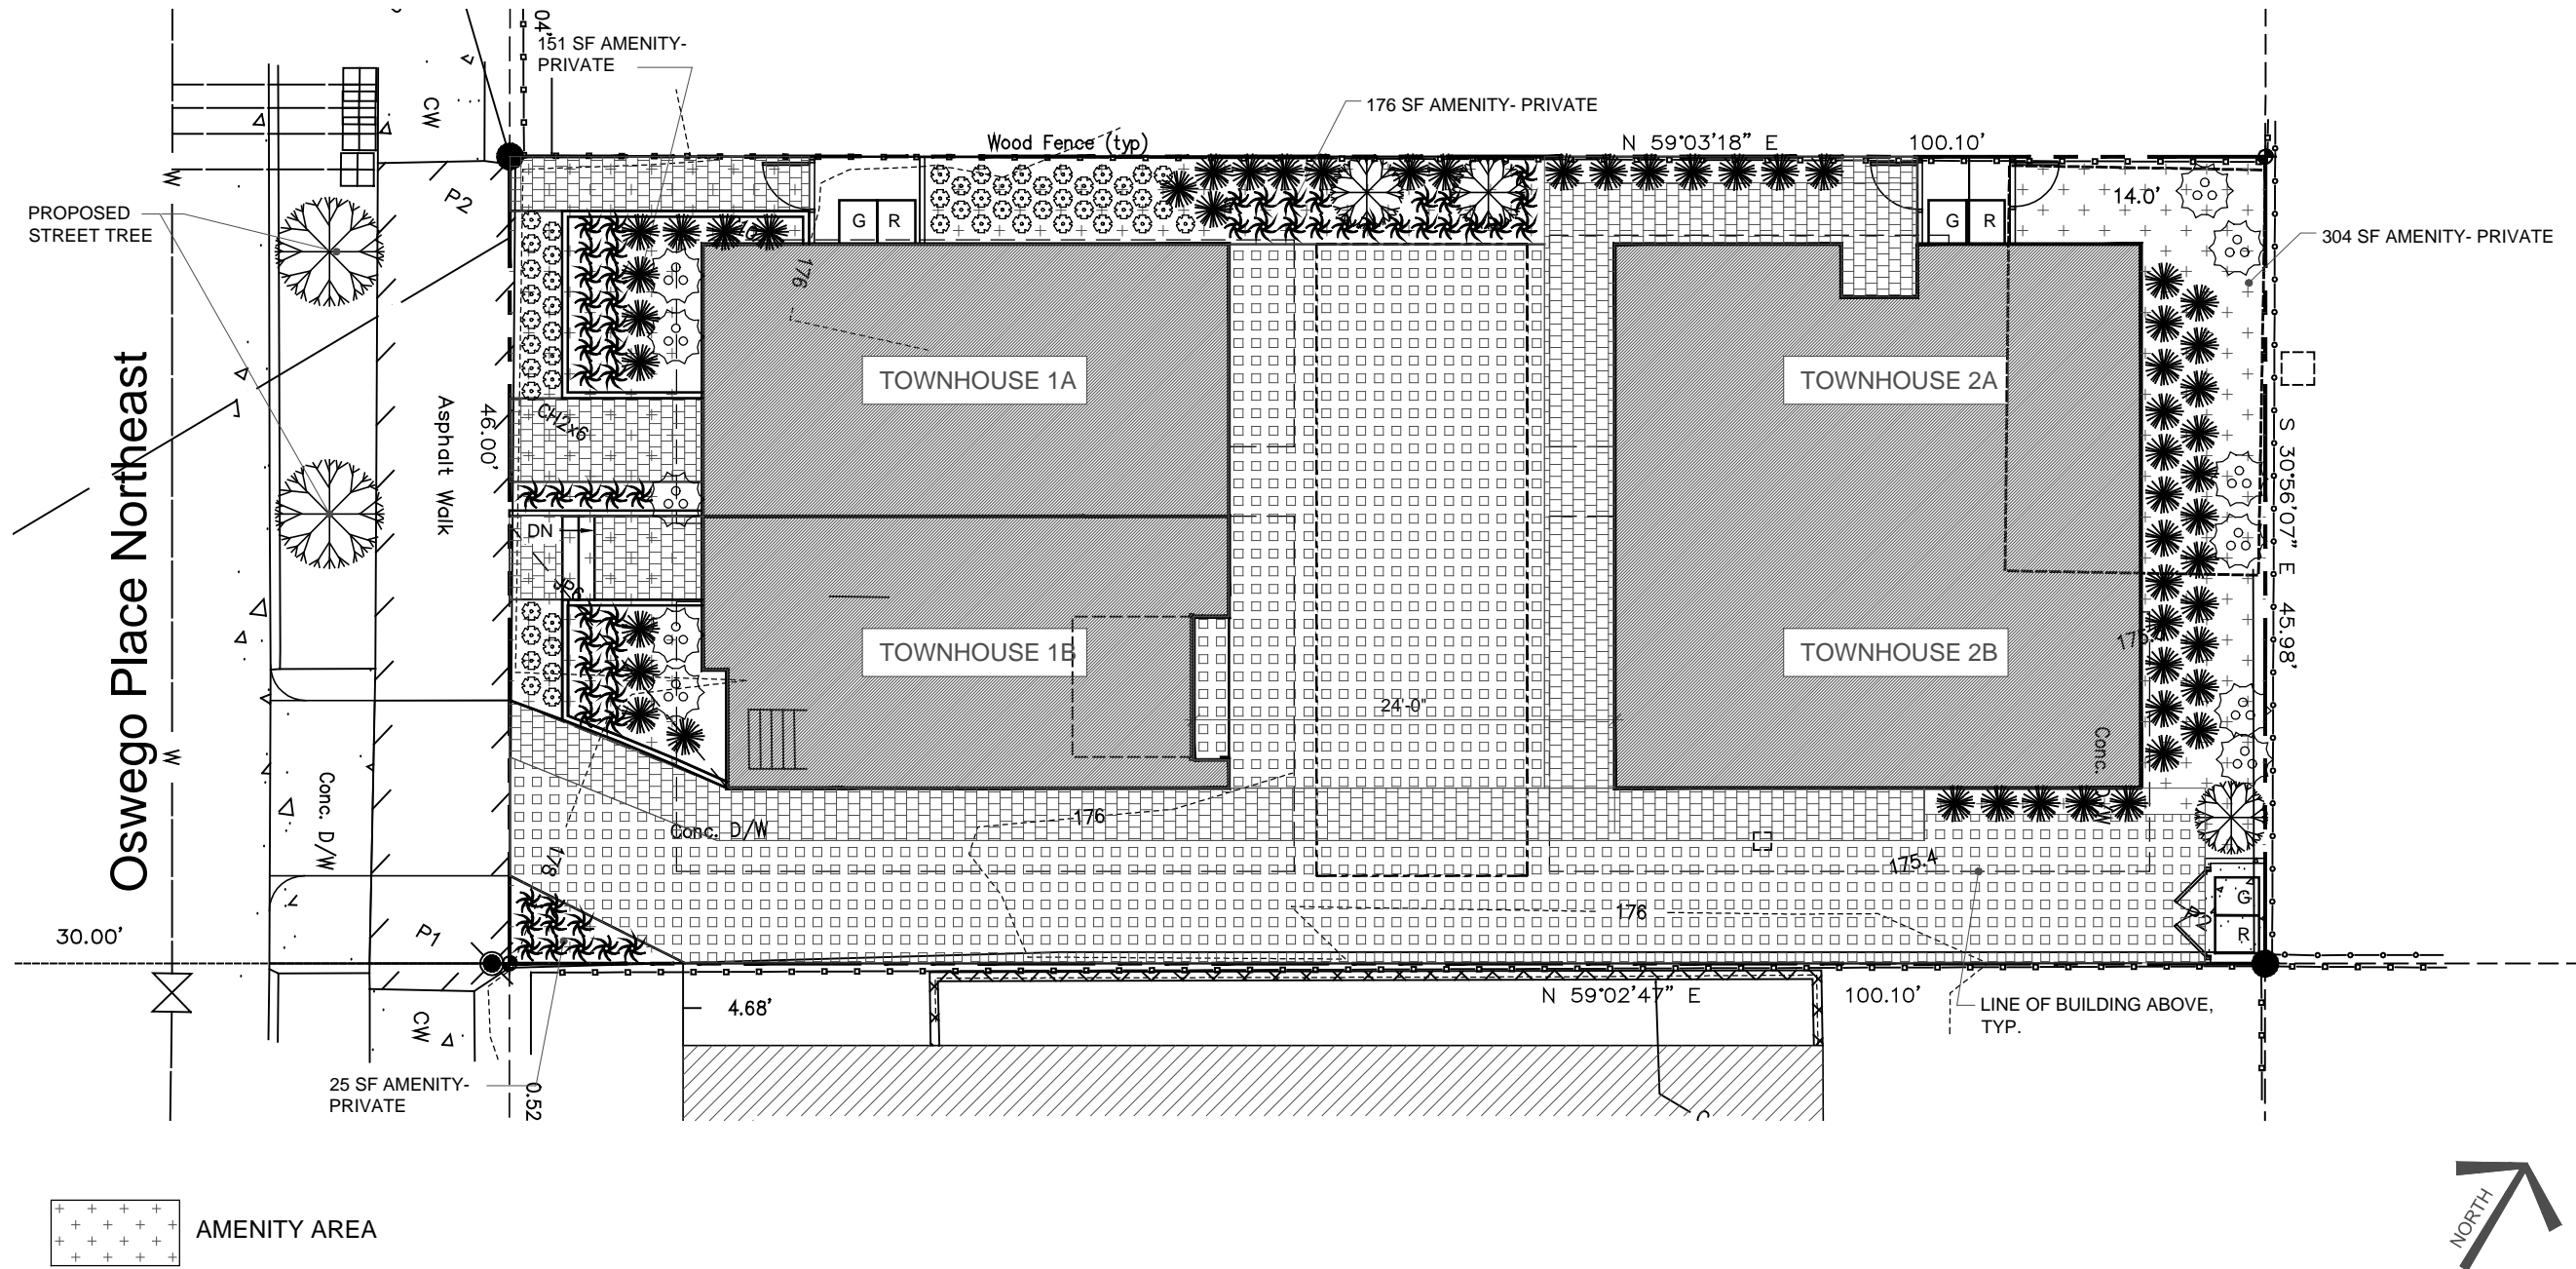 04'
151 SF AMENITY-
PRIVATE
CW
176 SF AMENITY- PRIVATE
Wood Fence (typ)
N 59°03'18" E
100.10'
P2
14.0'
PROPOSED
STREET TREE
G
R
G
R
304 SF AMENITY- PRIVATE
176
TOWNHOUSE 1A
TOWNHOUSE 2A
Oswego Place Northeast
W
W
Asphalt Walk
46.00'
CH2x6
S 30°56'07" E
45.98'
DN
TOWNHOUSE 1B
TOWNHOUSE 2B
24'-0"
Conc. D/W
Conc. D/W
176
Conc. D/W
178
175.4
176
G
R
P1
30.00'
4.68'
N 59°02'47" E
100.10'
LINE OF BUILDING ABOVE,
TYP.
CW
25 SF AMENITY-
PRIVATE
0.52
AMENITY AREA
NORTH